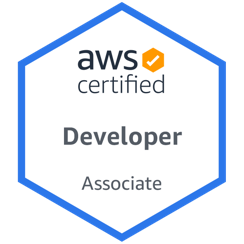 aws
certified
Developer
Associate